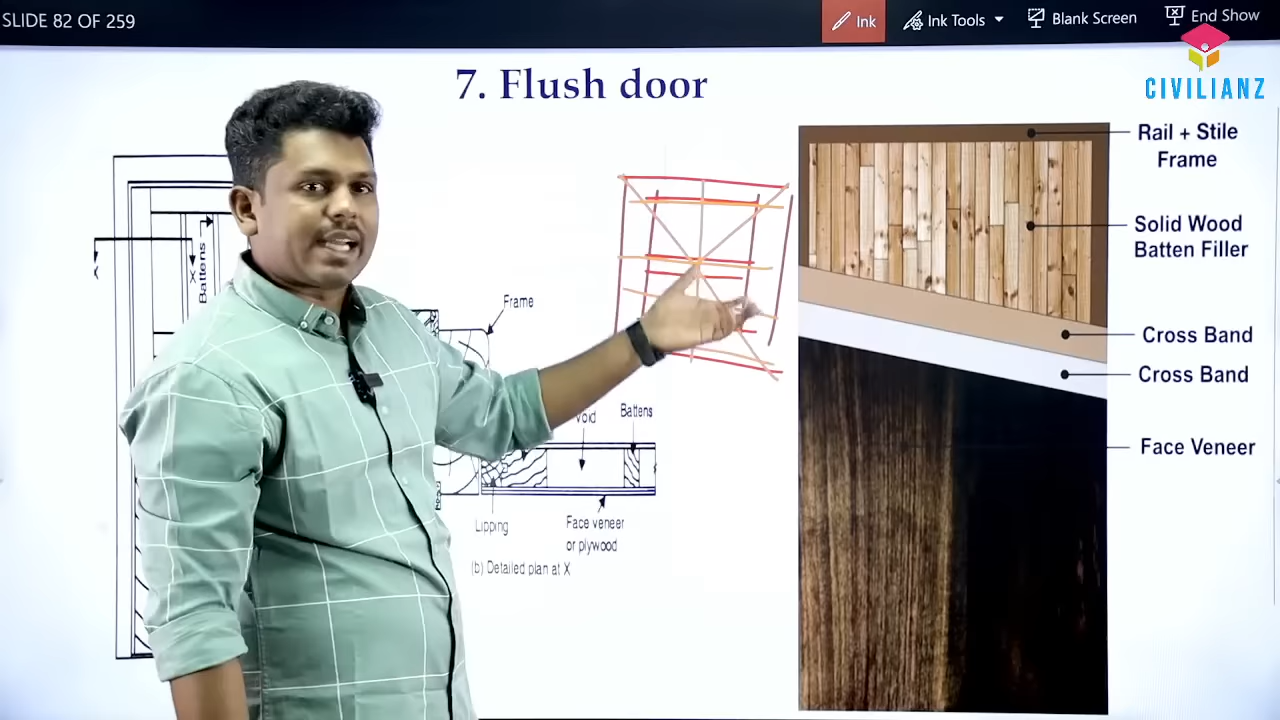 SLIDE 82 OF 259
Ink
Ink Tools
Blank Screen
End Show
CIVILIANZ
7. Flush door
Rail + Stile
Frame
Solid Wood
Batten Filler
Cross Band
Cross Band
Face Veneer
Battens
X
X
Frame
Void
Battens
Lipping
Face veneer
or plywood
(b) Detailed plan at X